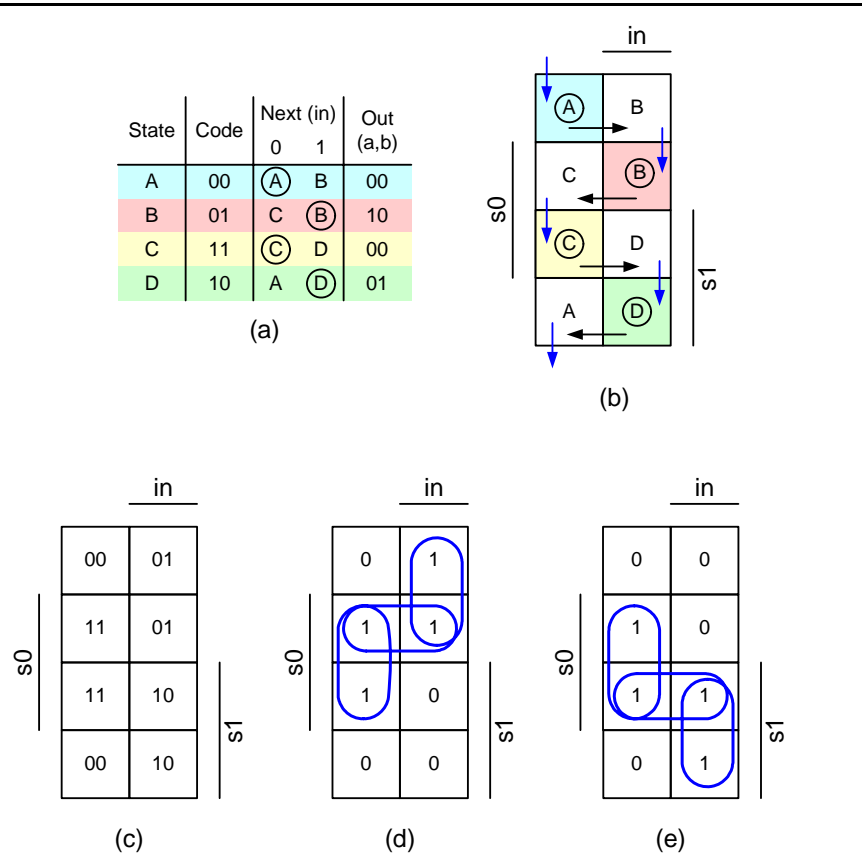 State Code Next (in) Out (a,b)
0 1
A 00 A B 00
B 01 C B 10
C 11 C D 00
D 10 A D 01
(a)
in
A B
C B
C D
A D
s0
s1
(b)
in
00 01
11 01
11 10
00 10
s0
s1
(c)
in
0 1
1 1
1 0
0 0
s0
s1
(d)
in
0 0
1 0
1 1
0 1
s0
s1
(e)